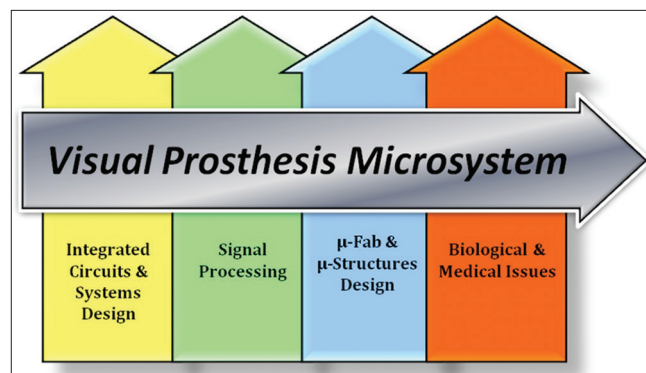 Visual Prosthesis Microsystem
Integrated
Circuits &
Systems
Design
Signal
Processing
μ-Fab &
μ-Structures
Design
Biological &
Medical Issues